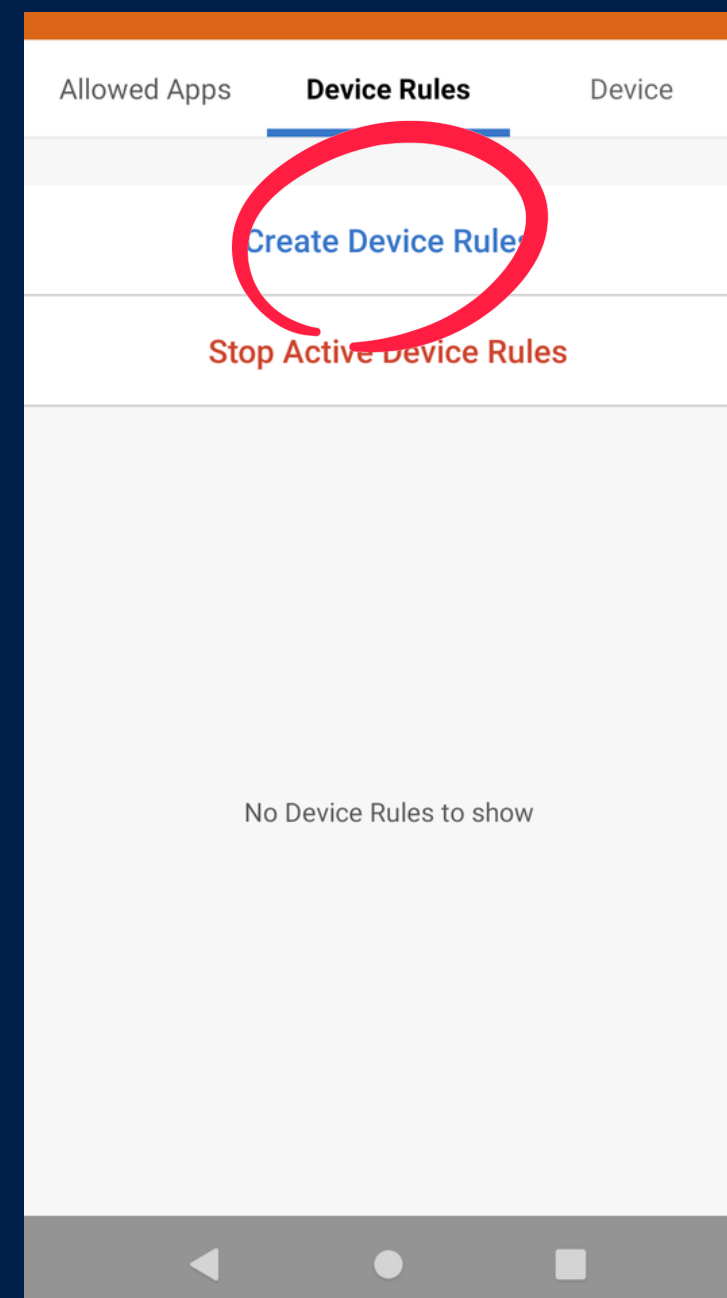 Allowed Apps Device Rules Device
Create Device Rules
Stop Active Device Rules
No Device Rules to show